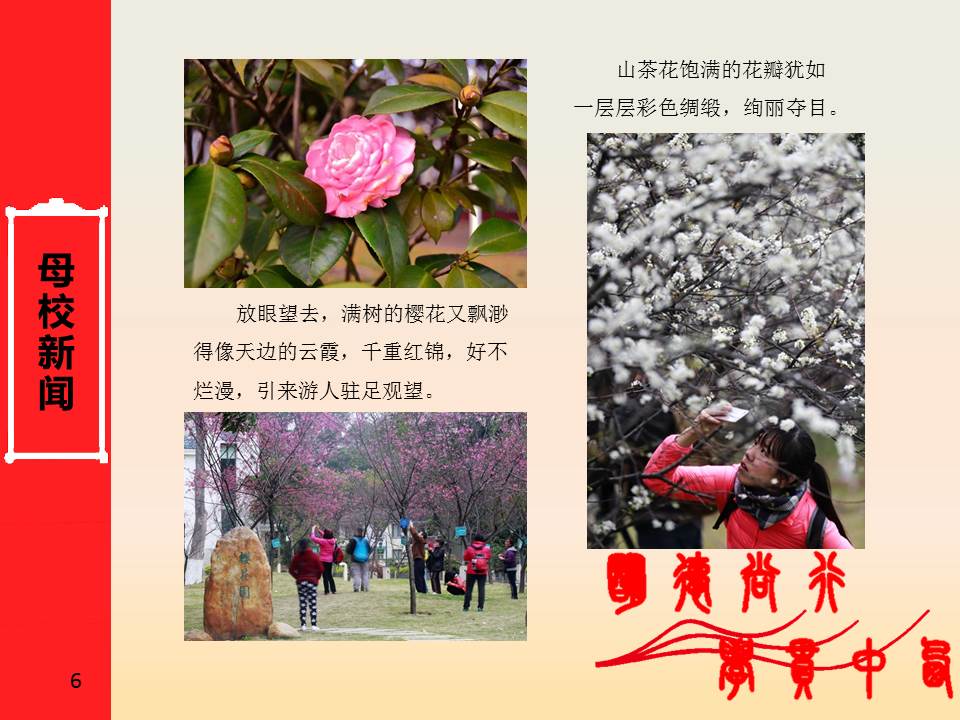 母校新闻
山茶花饱满的花瓣犹如
一层层彩色绸缎，绚丽夺目。
放眼望去，满树的樱花又飘渺
得像天边的云霞，千重红锦，好不
烂漫，引来游人驻足观望。
明德尚行
學貫中西
6